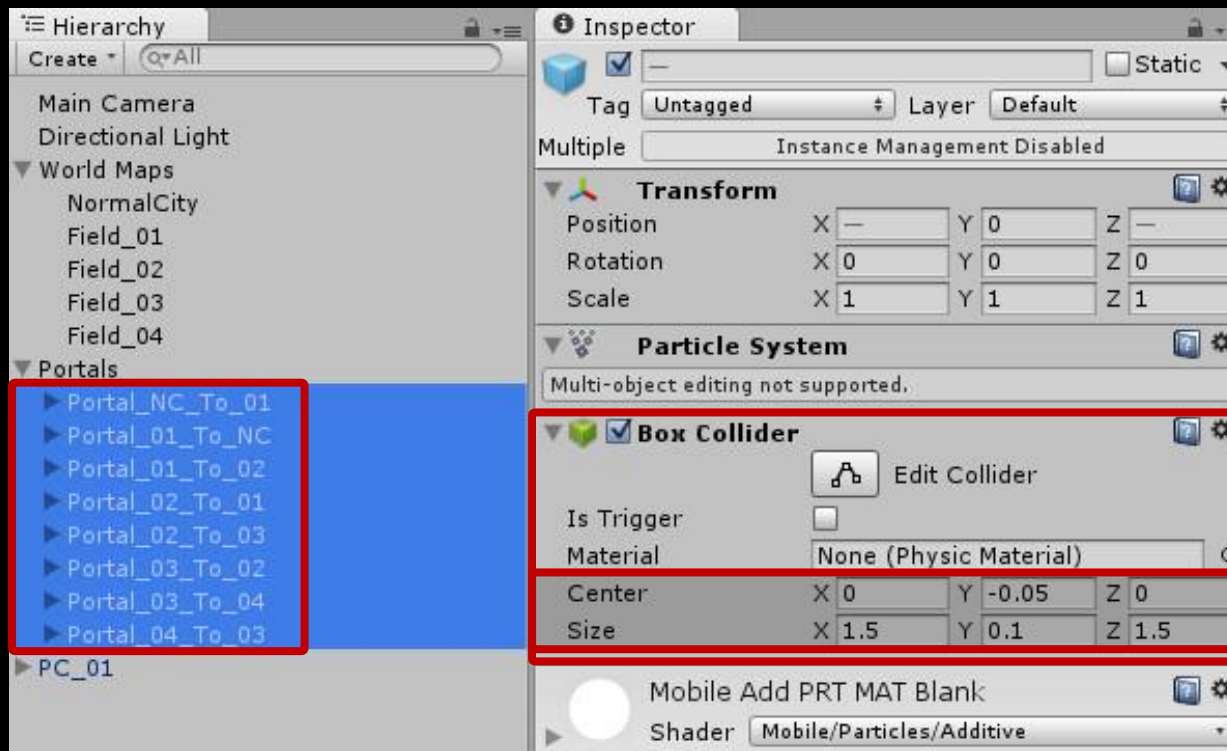 Hierarchy
Create All
Main Camera
Directional Light
World Maps
NormalCity
Field_01
Field_02
Field_03
Field_04
Portals
Portal_NC_To_01
Portal_01_To_NC
Portal_01_To_02
Portal_02_To_01
Portal_02_To_03
Portal_03_To_02
Portal_03_To_04
Portal_04_To_03
PC_01
Inspector
— Static
Tag Untagged Layer Default
Multiple Instance Management Disabled
Transform
Position X — Y 0 Z —
Rotation X 0 Y 0 Z 0
Scale X 1 Y 1 Z 1
Particle System
Multi-object editing not supported.
Box Collider
Edit Collider
Is Trigger
Material None (Physic Material)
Center X 0 Y -0.05 Z 0
Size X 1.5 Y 0.1 Z 1.5
Mobile Add PRT MAT Blank
Shader Mobile/Particles/Additive